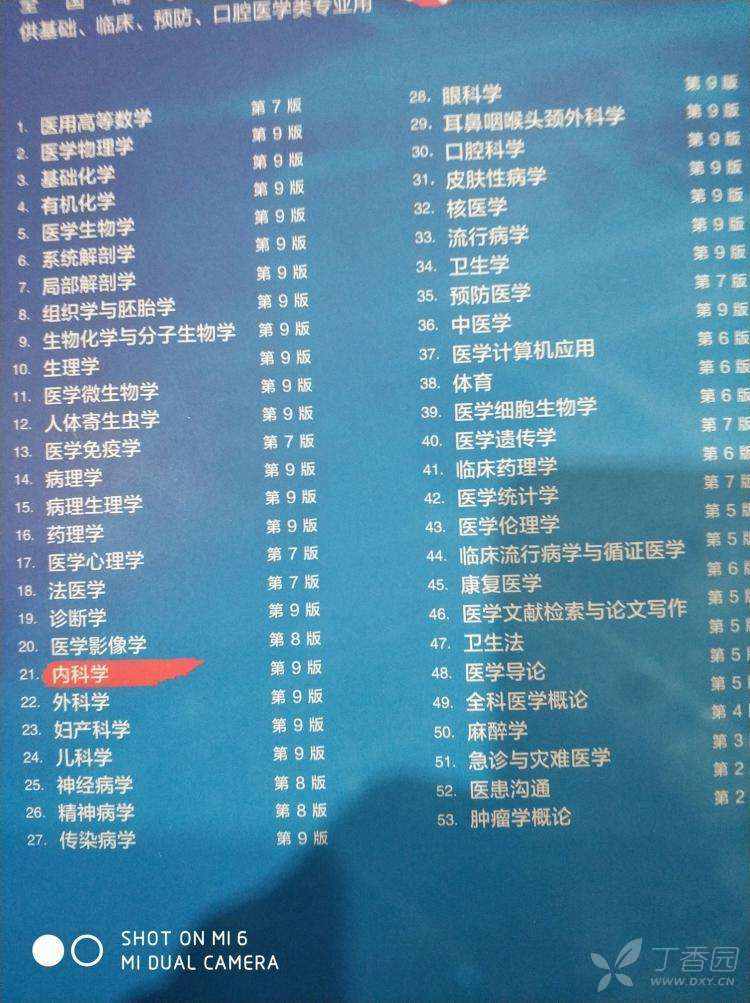 供基础、临床、预防、口腔医学类专业用
1. 医用高等数学 第7版
2. 医学物理学 第9版
3. 基础化学 第9版
4. 有机化学 第9版
5. 医学生物学 第9版
6. 系统解剖学 第9版
7. 局部解剖学 第9版
8. 组织学与胚胎学 第9版
9. 生物化学与分子生物学 第9版
10. 生理学 第9版
11. 医学微生物学 第9版
12. 人体寄生虫学 第9版
13. 医学免疫学 第7版
14. 病理学 第9版
15. 病理生理学 第9版
16. 药理学 第9版
17. 医学心理学 第7版
18. 法医学 第7版
19. 诊断学 第9版
20. 医学影像学 第8版
21. 内科学 第9版
22. 外科学 第9版
23. 妇产科学 第9版
24. 儿科学 第9版
25. 神经病学 第8版
26. 精神病学 第8版
27. 传染病学 第9版
28. 眼科学 第9版
29. 耳鼻咽喉头颈外科学 第9版
30. 口腔科学 第9版
31. 皮肤性病学 第9版
32. 核医学 第9版
33. 流行病学 第9版
34. 卫生学 第9版
35. 预防医学 第7版
36. 中医学 第9版
37. 医学计算机应用 第6版
38. 体育 第6版
39. 医学细胞生物学 第6版
40. 医学遗传学 第7版
41. 临床药理学 第6版
42. 医学统计学 第7版
43. 医学伦理学 第5版
44. 临床流行病学与循证医学 第5版
45. 康复医学 第6
46. 医学文献检索与论文写作 第5
47. 卫生法 第5
48. 医学导论 第5
49. 全科医学概论 第5
50. 麻醉学 第4
51. 急诊与灾难医学 第3
52. 医患沟通 第2
53. 肿瘤学概论 第2
SHOT ON MI 6
MI DUAL CAMERA
丁香园
WWW.DXY.CN